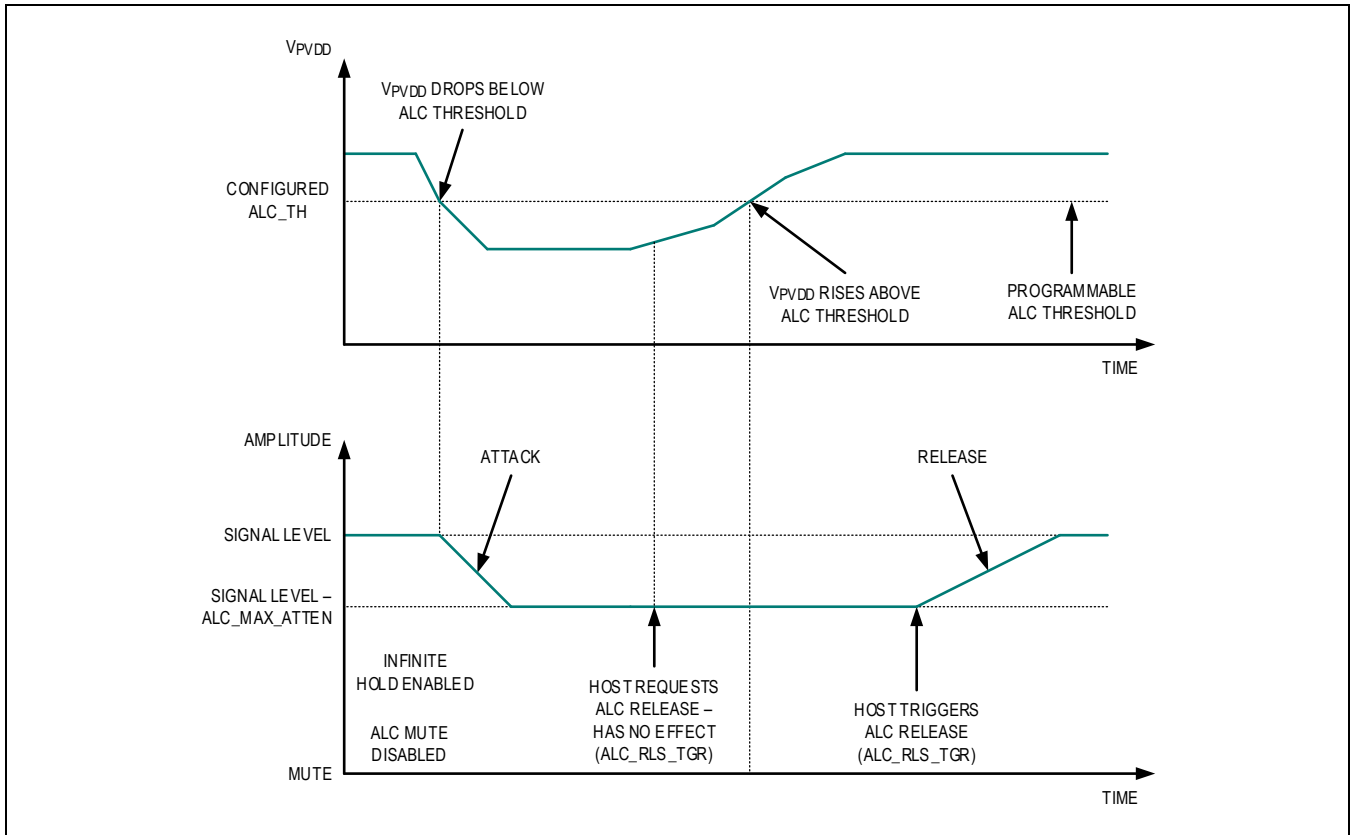 VPVDD
VPVDD DROPS BELOW
ALC THRESHOLD
CONFIGURED
ALC_TH
VPVDD RISES ABOVE
ALC THRESHOLD
PROGRAMMABLE
ALC THRESHOLD
TIME
AMPLITUDE
ATTACK
RELEASE
SIGNAL LEVEL
SIGNAL LEVEL –
ALC_MAX_ATTEN
INFINITE
HOLD ENABLED
ALC MUTE
DISABLED
HOST REQUESTS
ALC RELEASE –
HAS NO EFFECT
(ALC_RLS_TGR)
HOST TRIGGERS
ALC RELEASE
(ALC_RLS_TGR)
MUTE
TIME